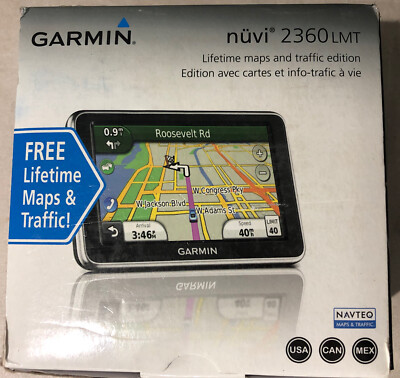 GARMIN
nüvi® 2360 LMT
Lifetime maps and traffic edition
Edition avec cartes et info-trafic à vie
FREE
Lifetime
Maps &
Traffic!
0.9
Roosevelt Rd
W Congress Pky
W Jackson Blvd
W Adams St
Arrival
3:46
Speed
40
LIMIT
40
GARMIN
NAVTEQ
MAPS & TRAFFIC
USA
CAN
MEX